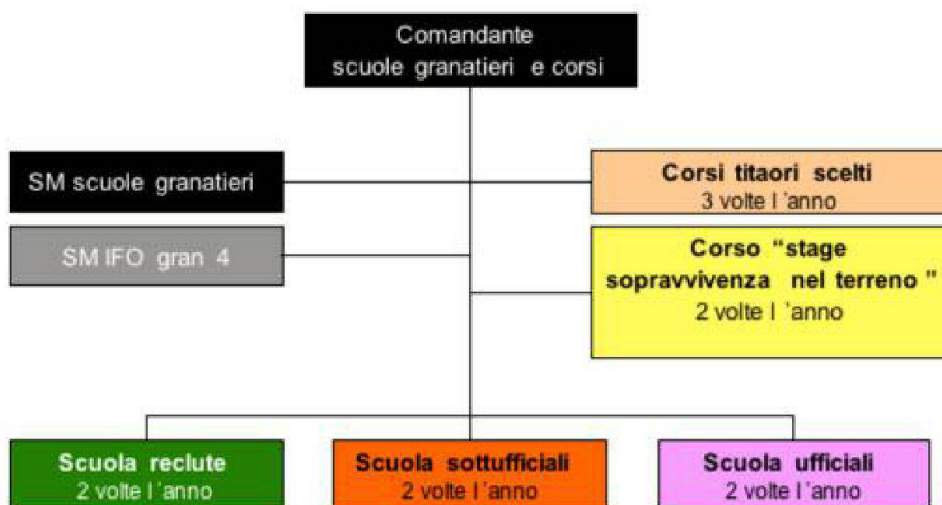 Comandante
scuole granatieri e corsi
SM scuole granatieri
Corsi titaori scelti
3 volte l´anno
SM IFO gran 4
Corso “stage
sopravvivenza nel terreno ”
2 volte l´anno
Scuola reclute
2 volte l´anno
Scuola sottufficiali
2 volte l´anno
Scuola ufficiali
2 volte l´anno